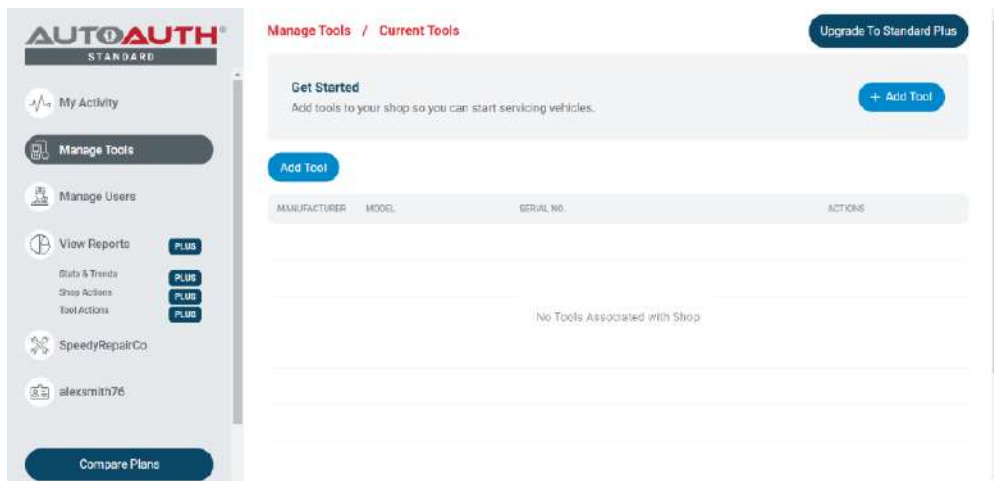 AUTOAUTH®
STANDARD
My Activity
Manage Tools
Manage Users
View Reports PLUS
Stats & Trends PLUS
Shop Actions PLUS
Tool Actions PLUS
SpeedyRepairCo
alexsmith76
Compare Plans
Manage Tools / Current Tools
Upgrade To Standard Plus
Get Started
Add tools to your shop so you can start servicing vehicles.
+ Add Tool
Add Tool
MANUFACTURER MODEL SERIAL NO. ACTIONS
No Tools Associated with Shop